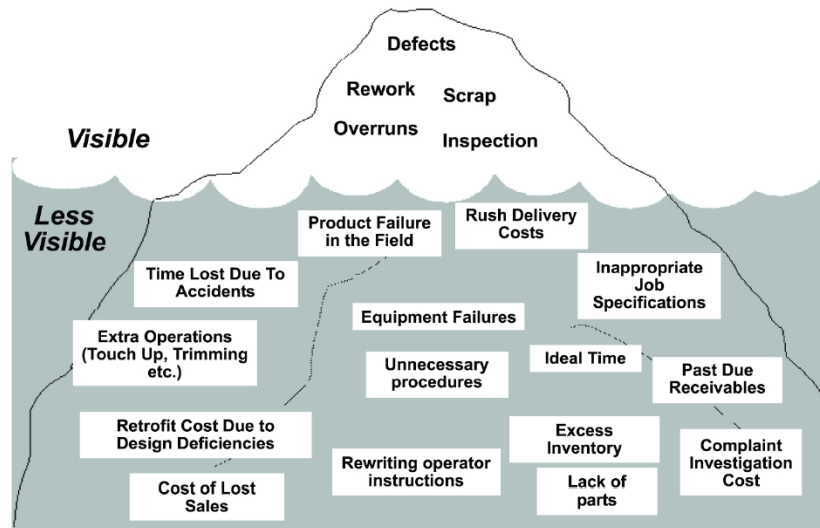 Defects
Rework
Scrap
Overruns
Inspection
Visible
Less
Visible
Product Failure
in the Field
Rush Delivery
Costs
Time Lost Due To
Accidents
Inappropriate
Job
Specifications
Equipment Failures
Extra Operations
(Touch Up, Trimming
etc.)
Unnecessary
procedures
Ideal Time
Past Due
Receivables
Retrofit Cost Due to
Design Deficiencies
Excess
Inventory
Complaint
Investigation
Cost
Rewriting operator
instructions
Cost of Lost
Sales
Lack of
parts